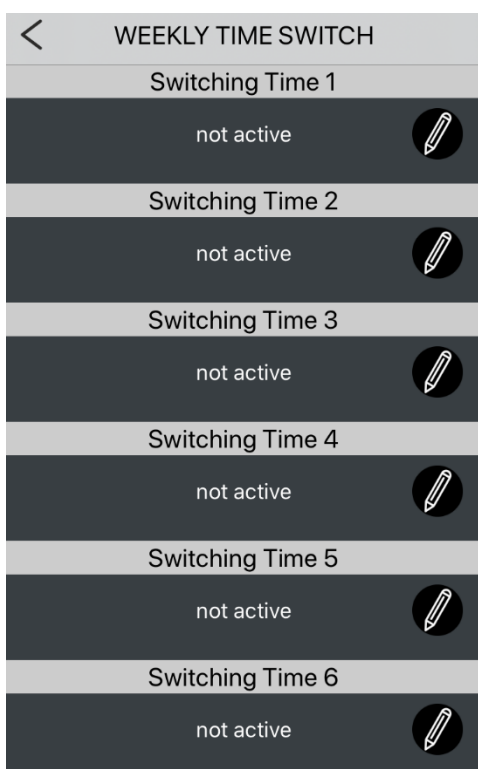 WEEKLY TIME SWITCH
Switching Time 1
not active
Switching Time 2
not active
Switching Time 3
not active
Switching Time 4
not active
Switching Time 5
not active
Switching Time 6
not active